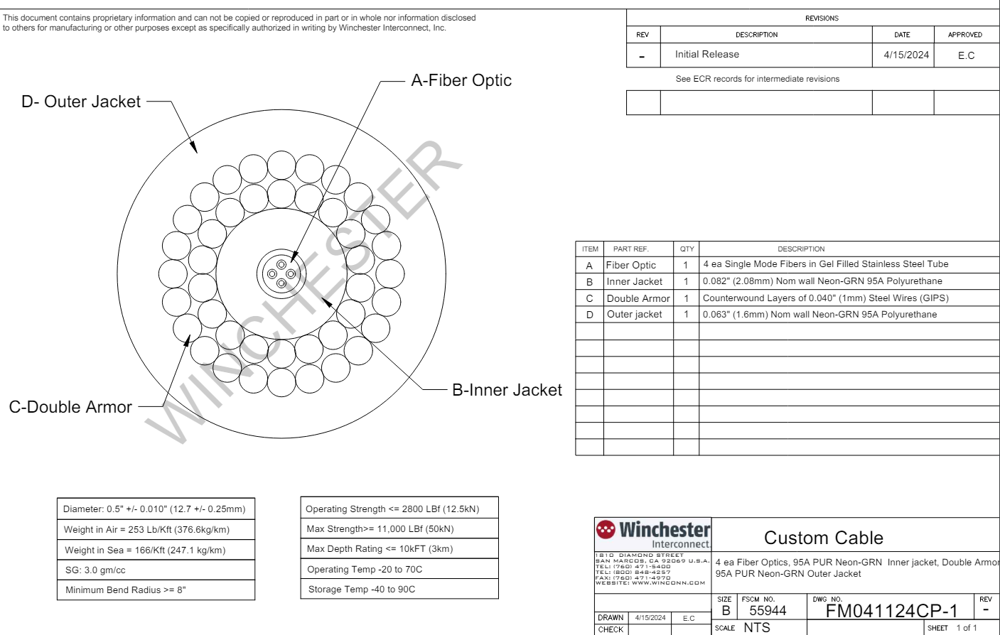 This document contains proprietary information and can not be copied or reproduced in part or in whole nor information disclosed
to others for manufacturing or other purposes except as specifically authorized in writing by Winchester Interconnect, Inc.
REVISIONS
REV DESCRIPTION DATE APPROVED
- Initial Release 4/15/2024 E.C
See ECR records for intermediate revisions
A-Fiber Optic
D- Outer Jacket
WINCHESTER
B-Inner Jacket
C-Double Armor
ITEM PART REF. QTY DESCRIPTION
A Fiber Optic 1 4 ea Single Mode Fibers in Gel Filled Stainless Steel Tube
B Inner Jacket 1 0.082" (2.08mm) Nom wall Neon-GRN 95A Polyurethane
C Double Armor 1 Counterwound Layers of 0.040" (1mm) Steel Wires (GIPS)
D Outer jacket 1 0.063" (1.6mm) Nom wall Neon-GRN 95A Polyurethane
Diameter: 0.5" +/- 0.010" (12.7 +/- 0.25mm)
Weight in Air = 253 Lb/Kft (376.6kg/km)
Weight in Sea = 166/Kft (247.1 kg/km)
SG: 3.0 gm/cc
Minimum Bend Radius >= 8"
Operating Strength <= 2800 LBf (12.5kN)
Max Strength>= 11,000 LBf (50kN)
Max Depth Rating <= 10kFT (3km)
Operating Temp -20 to 70C
Storage Temp -40 to 90C
Winchester
Interconnect.
1810 DIAMOND STREET
SAN MARCOS, CA 92069 U.S.A.
TEL: (760) 471-5400
TEL: (800) 848-4257
FAX: (760) 471-4970
WEBSITE: WWW.WINCONN.COM
Custom Cable
4 ea Fiber Optics, 95A PUR Neon-GRN Inner jacket, Double Armor
95A PUR Neon-GRN Outer Jacket
SIZE FSCM NO. DWG NO. REV
B 55944 FM041124CP-1 -
DRAWN 4/15/2024 E.C
CHECK
SCALE NTS SHEET 1 of 1